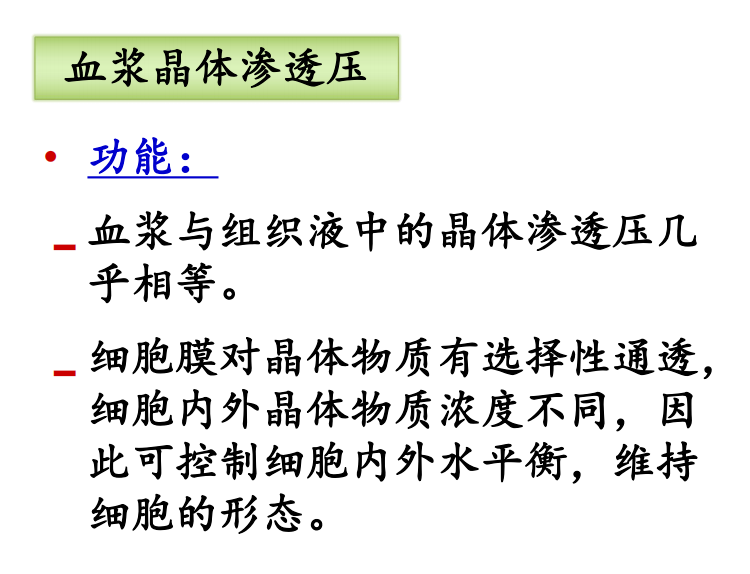 血浆晶体渗透压
• 功能：
– 血浆与组织液中的晶体渗透压几
乎相等。
– 细胞膜对晶体物质有选择性通透，
细胞内外晶体物质浓度不同，因
此可控制细胞内外水平衡，维持
细胞的形态。